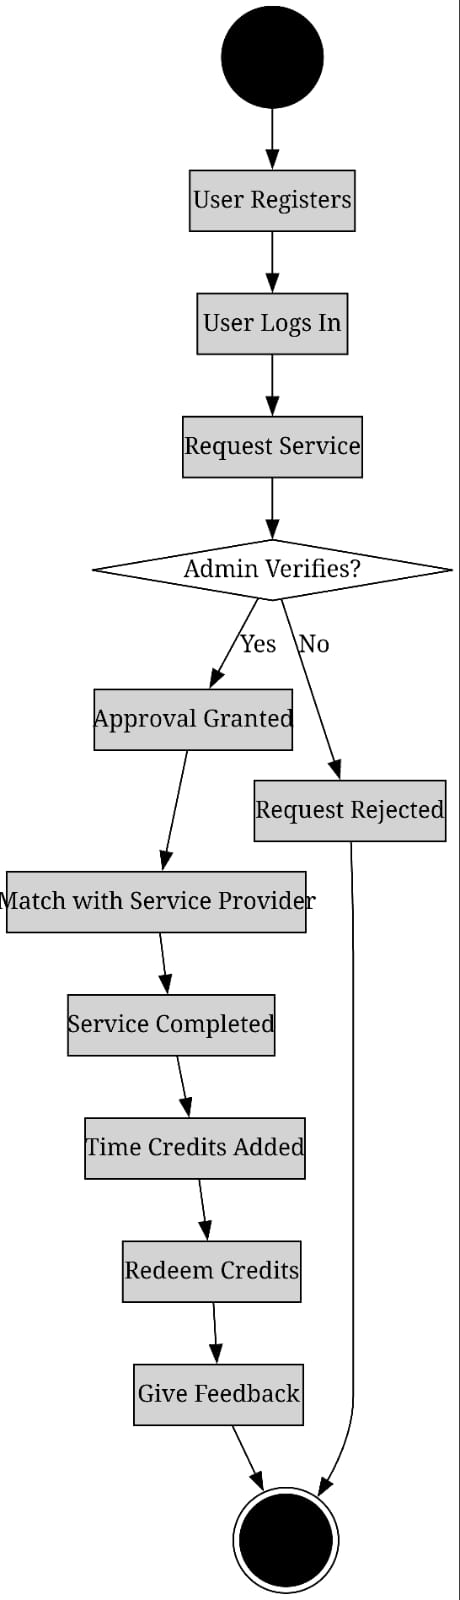 User Registers
User Logs In
Request Service
Admin Verifies?
Yes
No
Approval Granted
Request Rejected
Match with Service Provider
Service Completed
Time Credits Added
Redeem Credits
Give Feedback